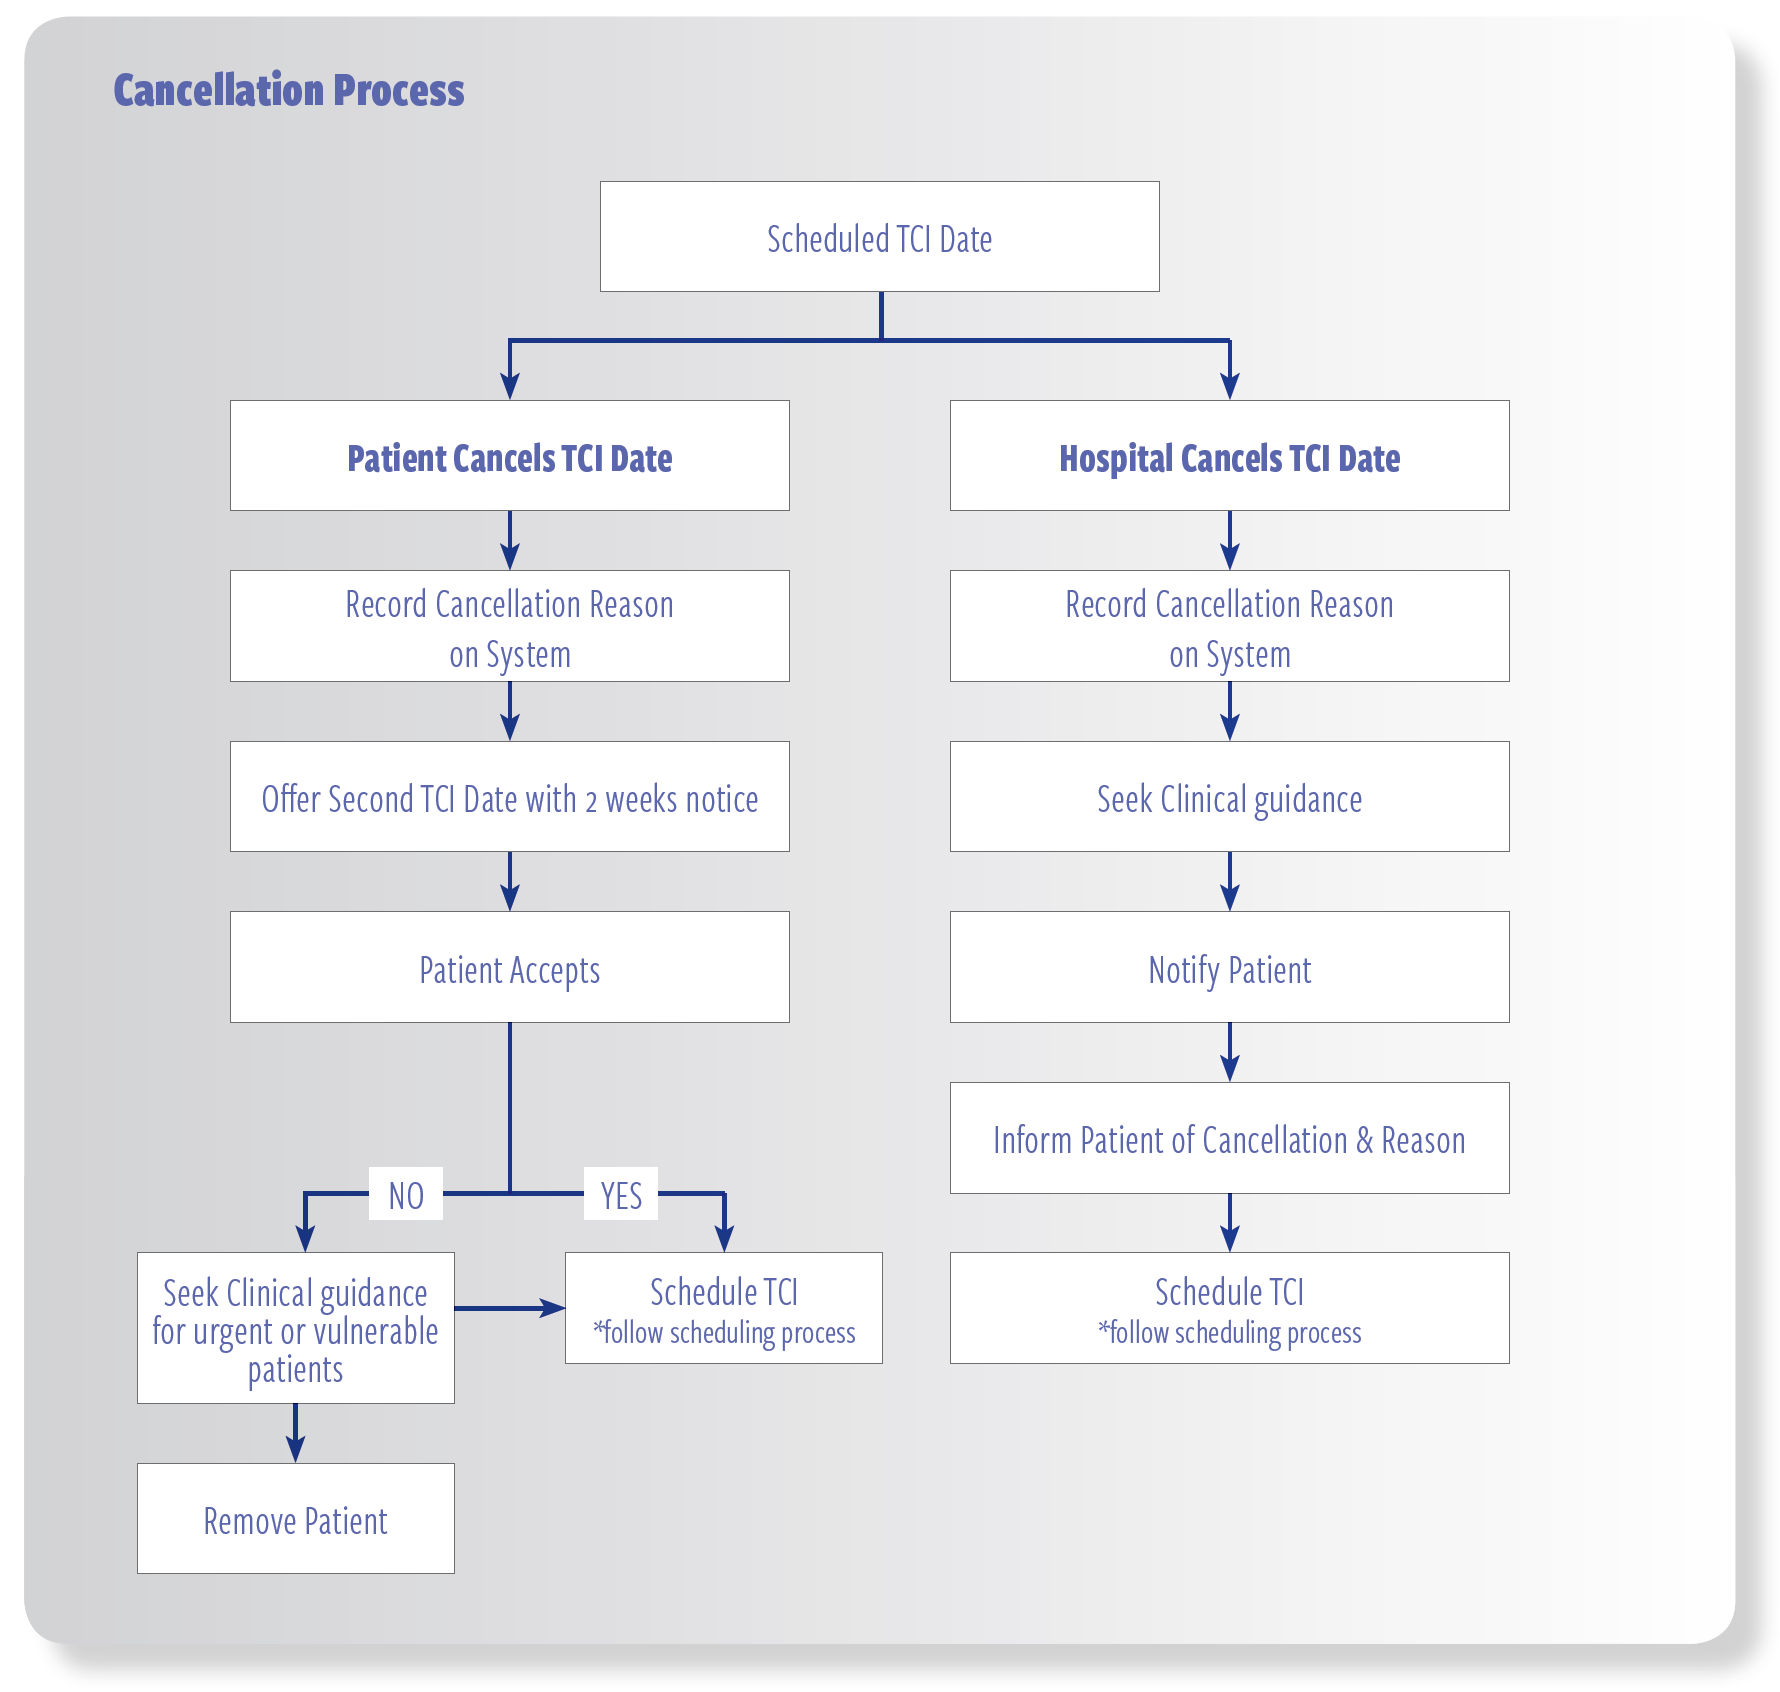 Cancellation Process
Scheduled TCI Date
Patient Cancels TCI Date
Record Cancellation Reason
on System
Offer Second TCI Date with 2 weeks notice
Patient Accepts
NO
YES
Seek Clinical guidance
for urgent or vulnerable
patients
Schedule TCI
*follow scheduling process
Remove Patient
Hospital Cancels TCI Date
Record Cancellation Reason
on System
Seek Clinical guidance
Notify Patient
Inform Patient of Cancellation & Reason
Schedule TCI
*follow scheduling process